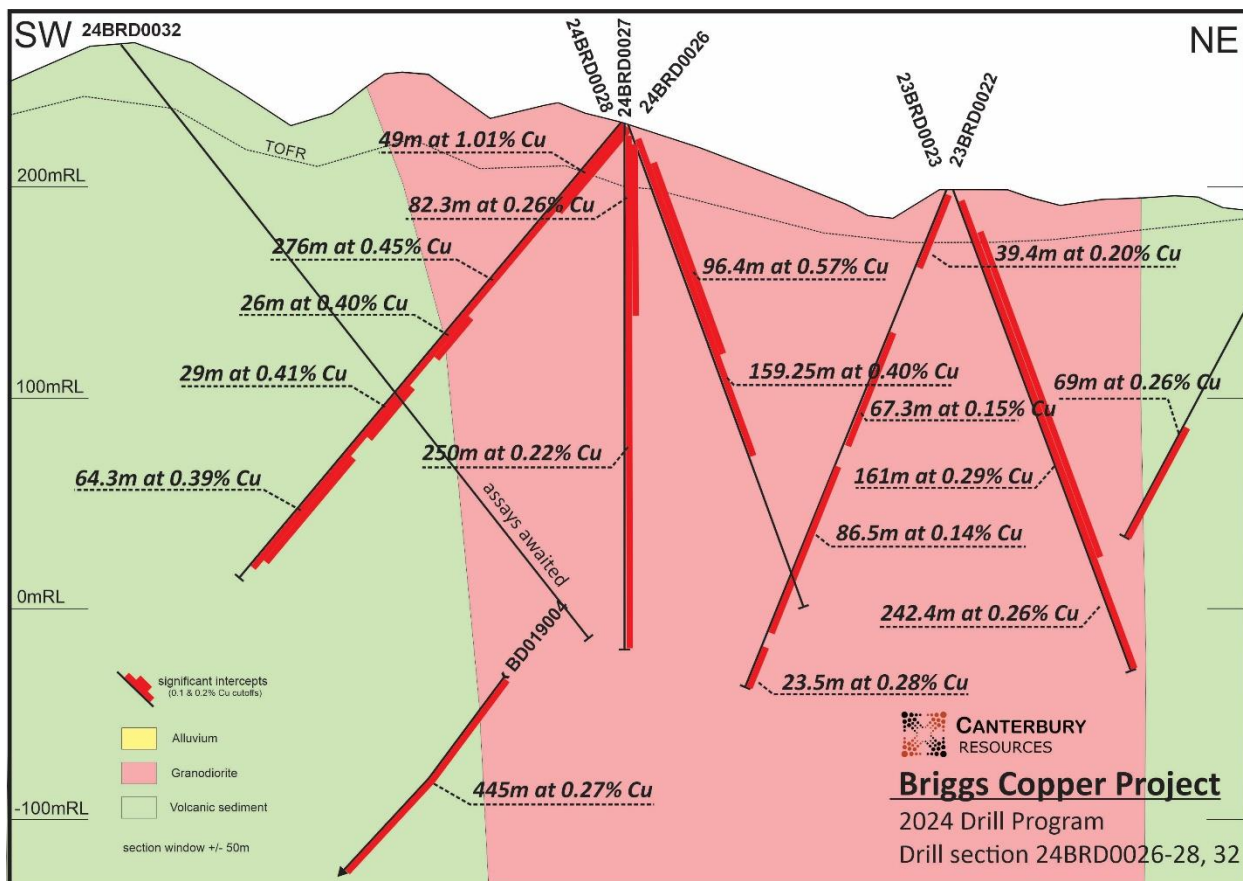 SW
24BRD0032
24BRD0028
24BRD0027
24BRD0026
23BRD0023
23BRD0022
NE
TOFR
200mRL
100mRL
0mRL
-100mRL
49m at 1.01% Cu
82.3m at 0.26% Cu
276m at 0.45% Cu
26m at 0.40% Cu
29m at 0.41% Cu
64.3m at 0.39% Cu
250m at 0.22% Cu
96.4m at 0.57% Cu
159.25m at 0.40% Cu
39.4m at 0.20% Cu
67.3m at 0.15% Cu
161m at 0.29% Cu
86.5m at 0.14% Cu
242.4m at 0.26% Cu
23.5m at 0.28% Cu
69m at 0.26% Cu
assays awaited
BD019004
445m at 0.27% Cu
significant intercepts
(0.1 & 0.2% Cu cutoffs)
Alluvium
Granodiorite
Volcanic sediment
section window +/- 50m
CANTERBURY
RESOURCES
Briggs Copper Project
2024 Drill Program
Drill section 24BRD0026-28, 32